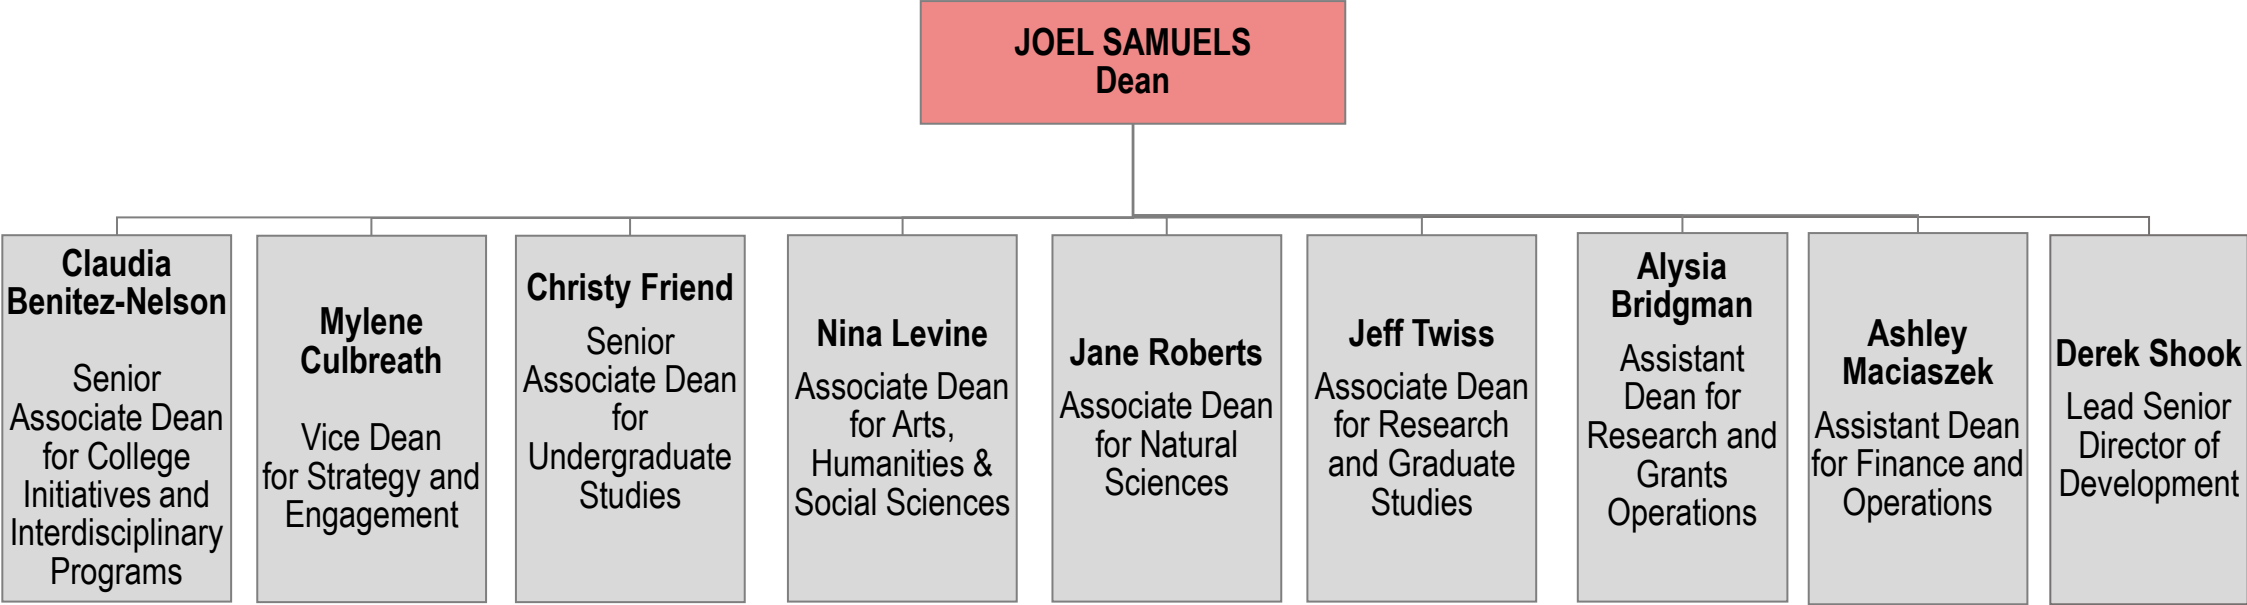 JOEL SAMUELS
Dean
Claudia
Benitez-Nelson
Senior
Associate Dean
for College
Initiatives and
Interdisciplinary
Programs
Mylene
Culbreath
Vice Dean
for Strategy and
Engagement
Christy Friend
Senior
Associate Dean
for
Undergraduate
Studies
Nina Levine
Associate Dean
for Arts,
Humanities &
Social Sciences
Jane Roberts
Associate Dean
for Natural
Sciences
Jeff Twiss
Associate Dean
for Research
and Graduate
Studies
Alysia
Bridgman
Assistant
Dean for
Research and
Grants
Operations
Ashley
Maciaszek
Assistant Dean
for Finance and
Operations
Derek Shook
Lead Senior
Director of
Development